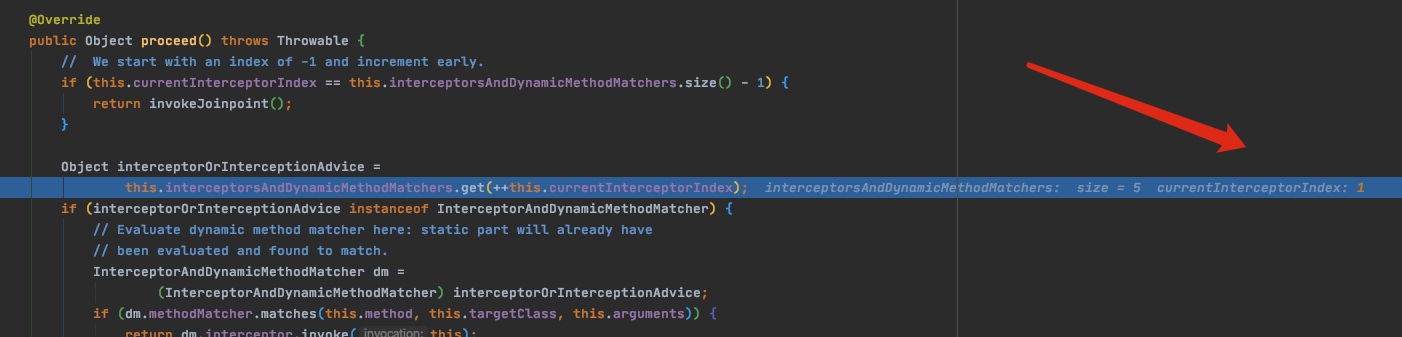 @Override
public Object proceed() throws Throwable {
//  We start with an index of -1 and increment early.
if (this.currentInterceptorIndex == this.interceptorsAndDynamicMethodMatchers.size() - 1) {
return invokeJoinpoint();
}
Object interceptorOrInterceptionAdvice =
this.interceptorsAndDynamicMethodMatchers.get(++this.currentInterceptorIndex);  interceptorsAndDynamicMethodMatchers:  size = 5  currentInterceptorIndex: 1
if (interceptorOrInterceptionAdvice instanceof InterceptorAndDynamicMethodMatcher) {
// Evaluate dynamic method matcher here: static part will already have
// been evaluated and found to match.
InterceptorAndDynamicMethodMatcher dm =
(InterceptorAndDynamicMethodMatcher) interceptorOrInterceptionAdvice;
if (dm.methodMatcher.matches(this.method, this.targetClass, this.arguments)) {
return dm.interceptor.invoke( invocation: this);